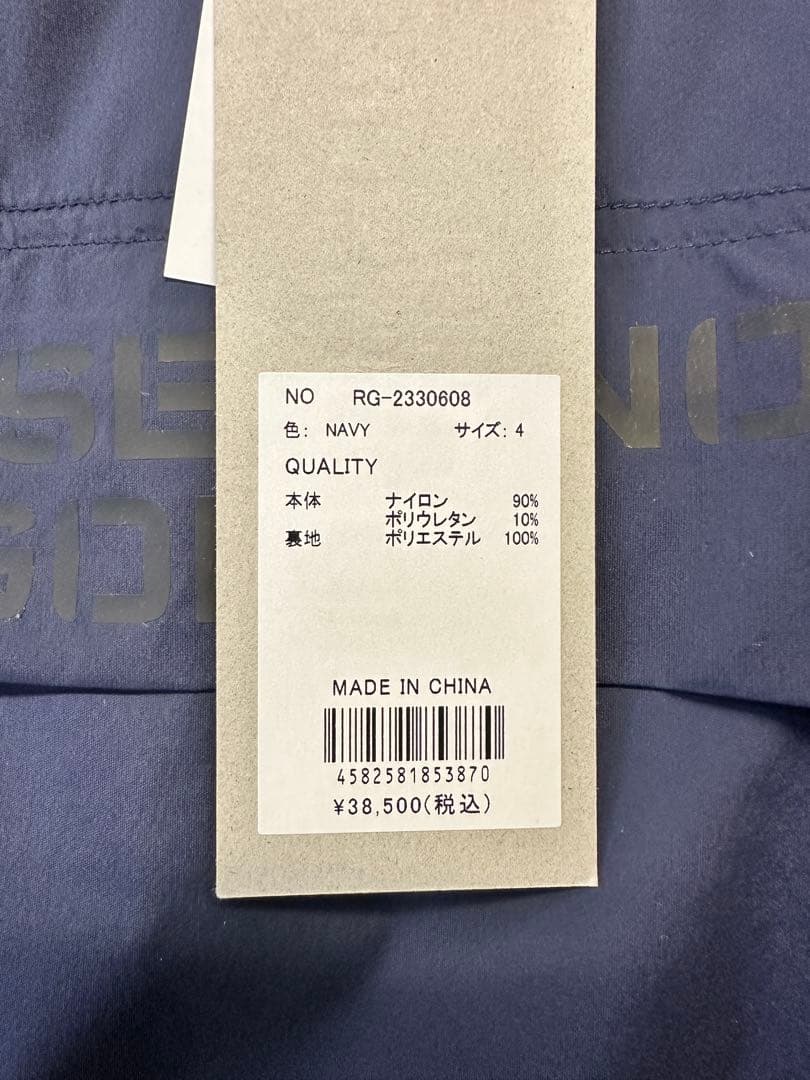 NO RG-2330608
色: NAVY サイズ: 4
QUALITY
本体 ナイロン 90%
ポリウレタン 10%
裏地 ポリエステル 100%
MADE IN CHINA
4582581853870
¥38,500(税込)